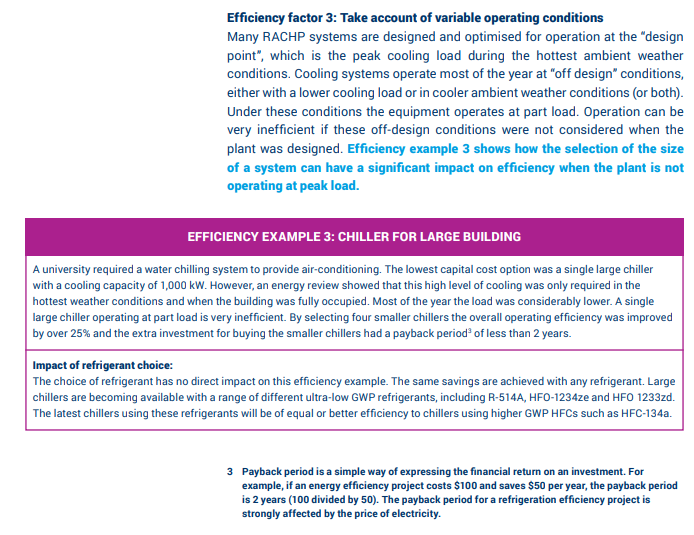 Efficiency factor 3: Take account of variable operating conditions
Many RACHP systems are designed and optimised for operation at the “design
point”, which is the peak cooling load during the hottest ambient weather
conditions. Cooling systems operate most of the year at “off design” conditions,
either with a lower cooling load or in cooler ambient weather conditions (or both).
Under these conditions the equipment operates at part load. Operation can be
very inefficient if these off-design conditions were not considered when the
plant was designed. Efficiency example 3 shows how the selection of the size
of a system can have a significant impact on efficiency when the plant is not
operating at peak load.
EFFICIENCY EXAMPLE 3: CHILLER FOR LARGE BUILDING
A university required a water chilling system to provide air-conditioning. The lowest capital cost option was a single large chiller
with a cooling capacity of 1,000 kW. However, an energy review showed that this high level of cooling was only required in the
hottest weather conditions and when the building was fully occupied. Most of the year the load was considerably lower. A single
large chiller operating at part load is very inefficient. By selecting four smaller chillers the overall operating efficiency was improved
by over 25% and the extra investment for buying the smaller chillers had a payback period³ of less than 2 years.
Impact of refrigerant choice:
The choice of refrigerant has no direct impact on this efficiency example. The same savings are achieved with any refrigerant. Large
chillers are becoming available with a range of different ultra-low GWP refrigerants, including R-514A, HFO-1234ze and HFO 1233zd.
The latest chillers using these refrigerants will be of equal or better efficiency to chillers using higher GWP HFCs such as HFC-134a.
3 Payback period is a simple way of expressing the financial return on an investment. For
example, if an energy efficiency project costs $100 and saves $50 per year, the payback period
is 2 years (100 divided by 50). The payback period for a refrigeration efficiency project is
strongly affected by the price of electricity.